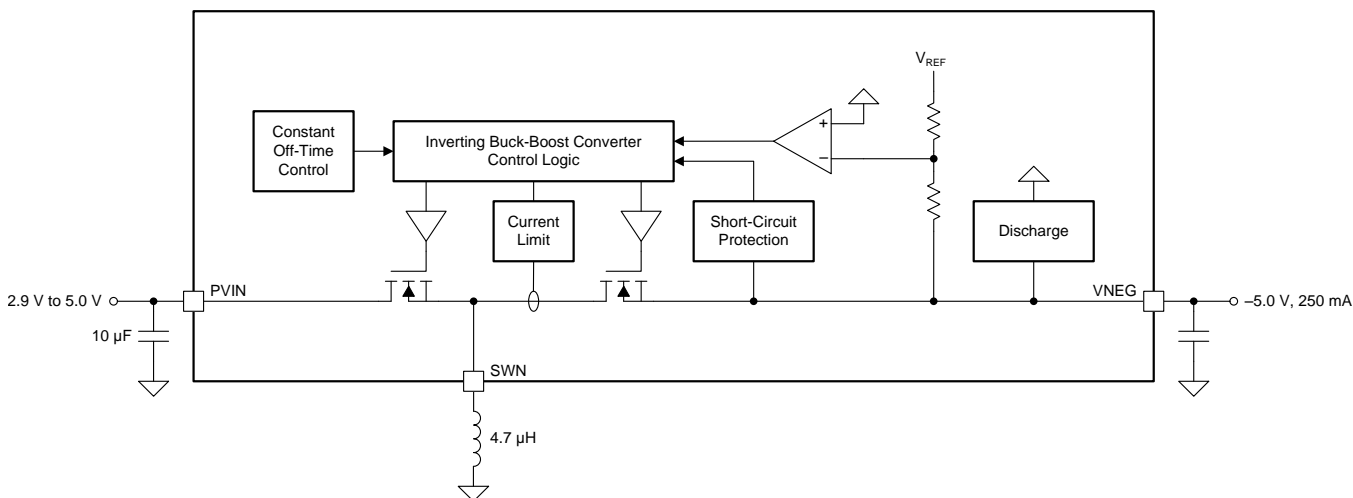 V_REF
Constant
Off-Time
Control
Inverting Buck-Boost Converter
Control Logic
+
–
Current
Limit
Short-Circuit
Protection
Discharge
2.9 V to 5.0 V
PVIN
VNEG
–5.0 V, 250 mA
10 µF
SWN
4.7 µH